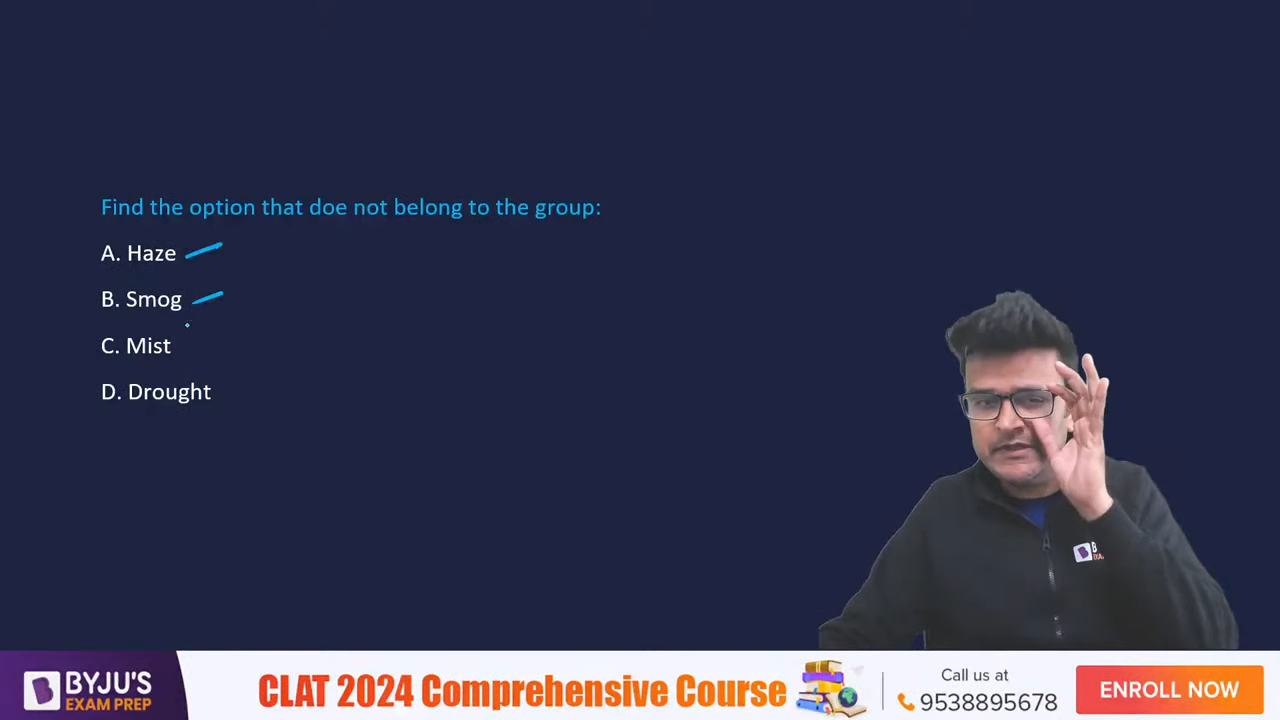 Find the option that doe not belong to the group:
A. Haze
B. Smog
C. Mist
D. Drought
BYJU'S
EXAM PREP
CLAT 2024 Comprehensive Course
Call us at
9538895678
ENROLL NOW